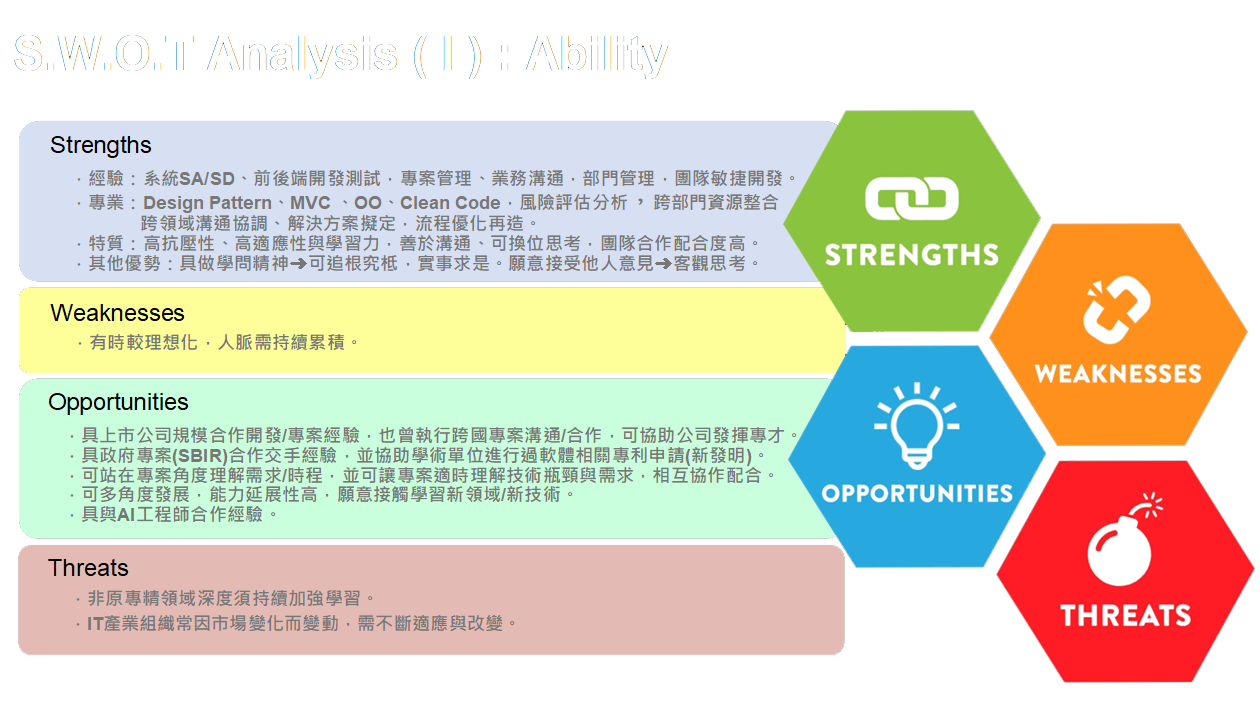 S.W.O.T Analysis ( I ) : Ability
Strengths
．經驗：系統SA/SD、前後端開發測試，專案管理、業務溝通，部門管理，團隊敏捷開發。
．專業：Design Pattern、MVC 、OO、Clean Code，風險評估分析，跨部門資源整合
跨領域溝通協調、解決方案擬定，流程優化再造。
．特質：高抗壓性、高適應性與學習力，善於溝通、可換位思考，團隊合作配合度高。
．其他優勢：具做學問精神➔可追根究柢，實事求是。願意接受他人意見➔客觀思考。
Weaknesses
．有時較理想化，人脈需持續累積。
Opportunities
．具上市公司規模合作開發/專案經驗，也曾執行跨國專案溝通/合作，可協助公司發揮專才。
．具政府專案(SBIR)合作交手經驗，並協助學術單位進行過軟體相關專利申請(新發明)。
．可站在專案角度理解需求/時程，並可讓專案適時理解技術瓶頸與需求，相互協作配合。
．可多角度發展，能力延展性高，願意接觸學習新領域/新技術。
．具與AI工程師合作經驗。
Threats
．非原專精領域深度須持續加強學習。
．IT產業組織常因市場變化而變動，需不斷適應與改變。
STRENGTHS
WEAKNESSES
OPPORTUNITIES
THREATS